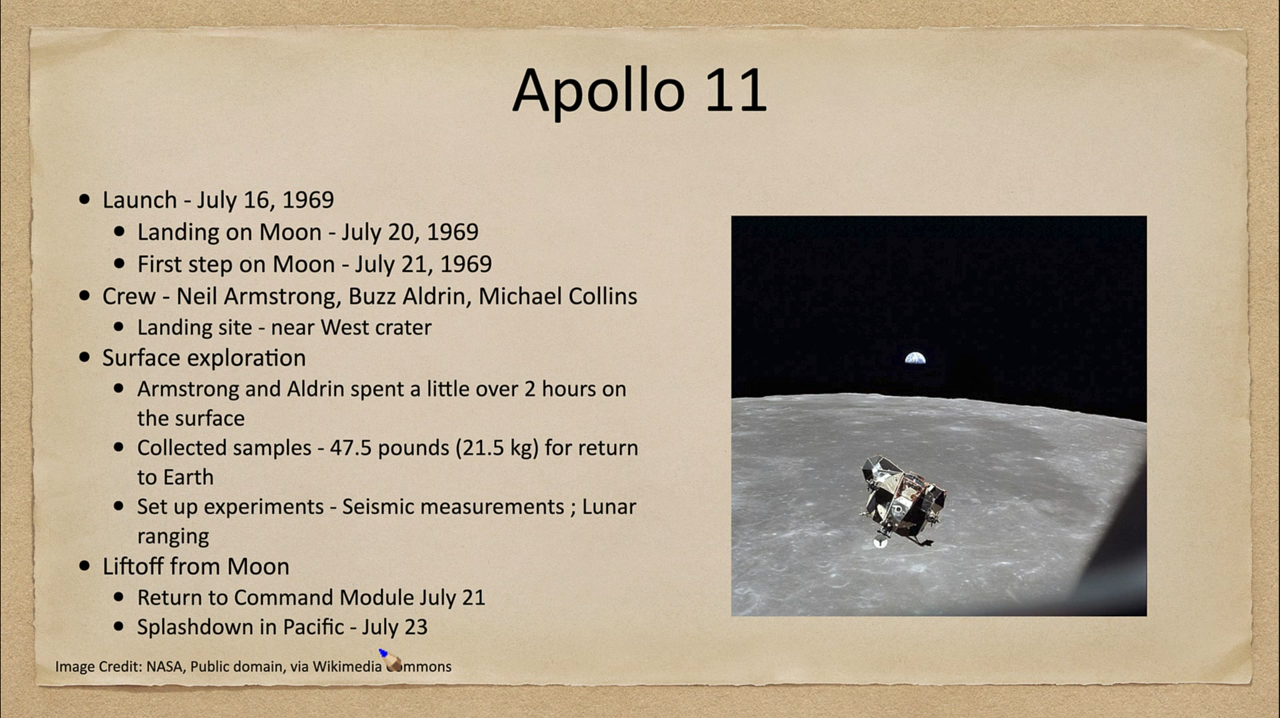 Apollo 11
• Launch - July 16, 1969
• Landing on Moon - July 20, 1969
• First step on Moon - July 21, 1969
• Crew - Neil Armstrong, Buzz Aldrin, Michael Collins
• Landing site - near West crater
• Surface exploration
• Armstrong and Aldrin spent a little over 2 hours on
the surface
• Collected samples - 47.5 pounds (21.5 kg) for return
to Earth
• Set up experiments - Seismic measurements ; Lunar
ranging
• Liftoff from Moon
• Return to Command Module July 21
• Splashdown in Pacific - July 23
Image Credit: NASA, Public domain, via Wikimedia Commons